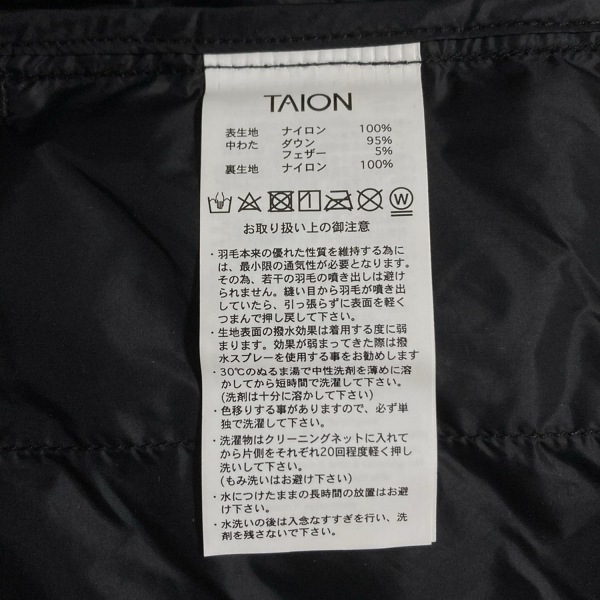 TAION
表生地 ナイロン 100%
中わた ダウン 95%
フェザー 5%
裏生地 ナイロン 100%
W
お取り扱い上の御注意
・羽毛本来の優れた性質を維持する為に
は、最小限の通気性が必要となります。
その為、若干の羽毛の噴き出しは避け
られません。縫い目から羽毛が噴き出
していたら、引っ張らずに表面を軽く
つまんで押し戻して下さい。
・生地表面の撥水効果は着用する度に弱
まります。効果が弱まってきた際は撥
水スプレーを使用する事をお勧めします
・30℃のぬるま湯で中性洗剤を薄めに溶
かしてから短時間で洗濯して下さい。
(洗剤は十分に溶かして下さい)
・色移りする事がありますので、必ず単
独で洗濯して下さい。
・洗濯物はクリーニングネットに入れて
から片側をそれぞれ20回程度軽く押し
洗いして下さい。
(もみ洗いはお避け下さい)
・水につけたままの長時間の放置はお避
け下さい。
・水洗いの後は入念なすすぎを行い、洗
剤を残さないで下さい。